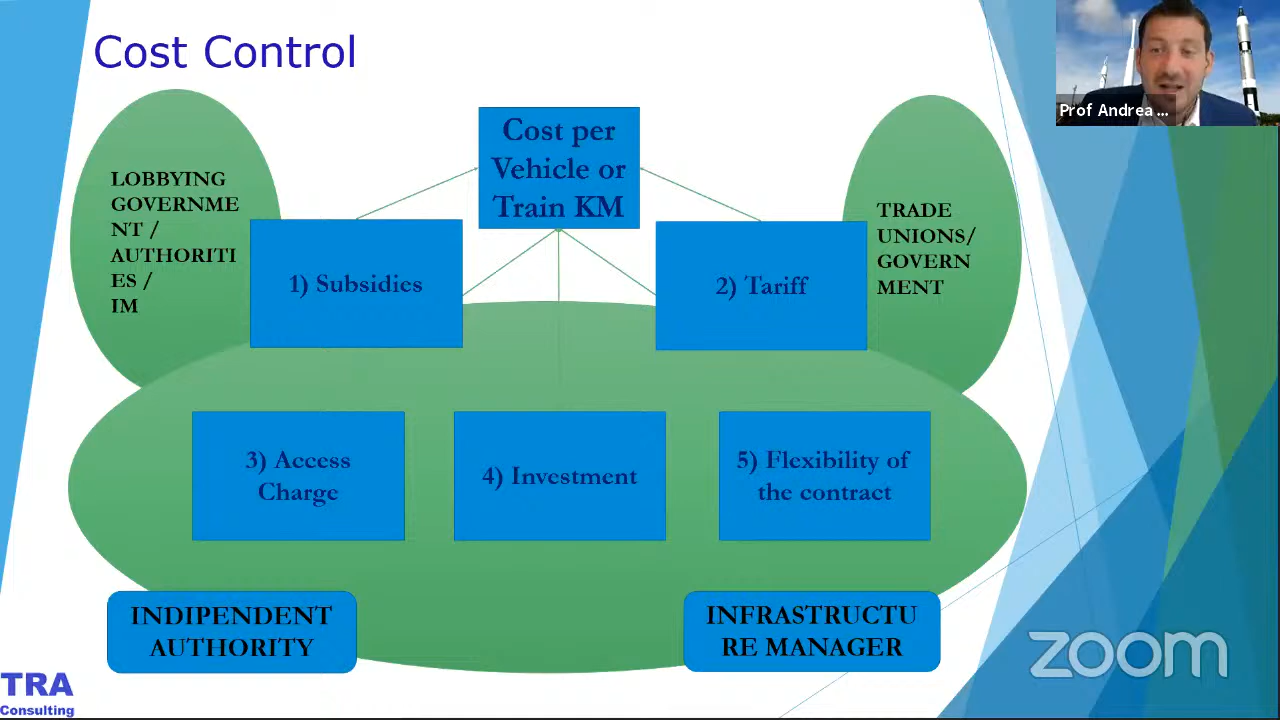 Cost Control
Prof Andrea ...
Cost per
Vehicle or
Train KM
LOBBYING
GOVERNME
NT /
AUTHORITI
ES /
IM
1) Subsidies
2) Tariff
TRADE
UNIONS/
GOVERN
MENT
3) Access
Charge
4) Investment
5) Flexibility of
the contract
INDIPENDENT
AUTHORITY
INFRASTRUCTU
RE MANAGER
zoom
TRA
Consulting